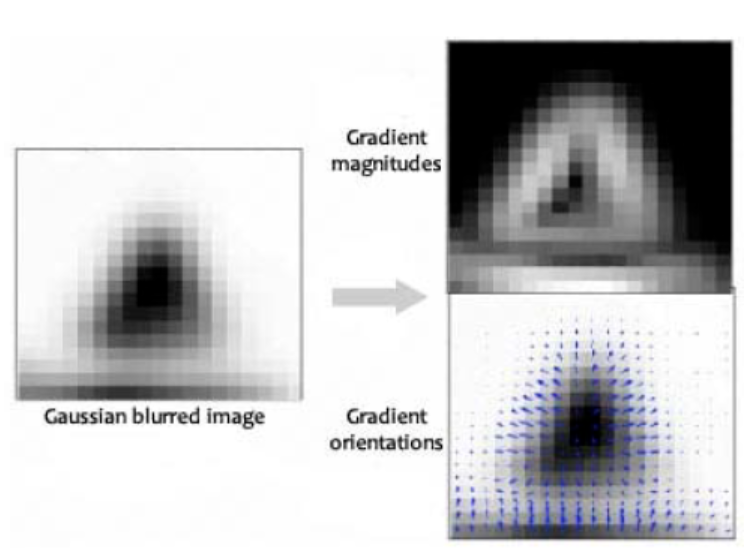 Gradient
magnitudes
Gaussian blurred image
Gradient
orientations